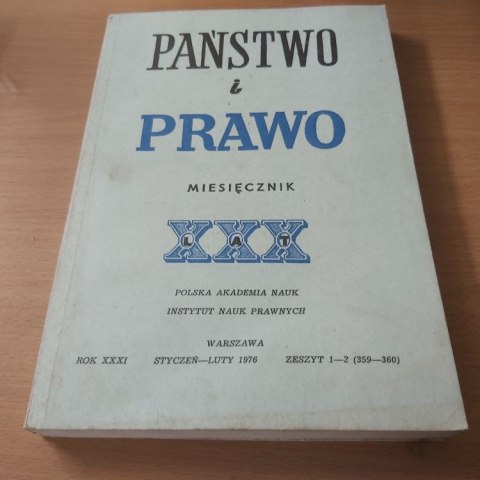 PAŃSTWO
i
PRAWO
MIESIĘCZNIK
XXX
LAT
POLSKA AKADEMIA NAUK
INSTYTUT NAUK PRAWNYCH
WARSZAWA
ROK XXXI STYCZEŃ—LUTY 1976 ZESZYT 1—2 (359—360)